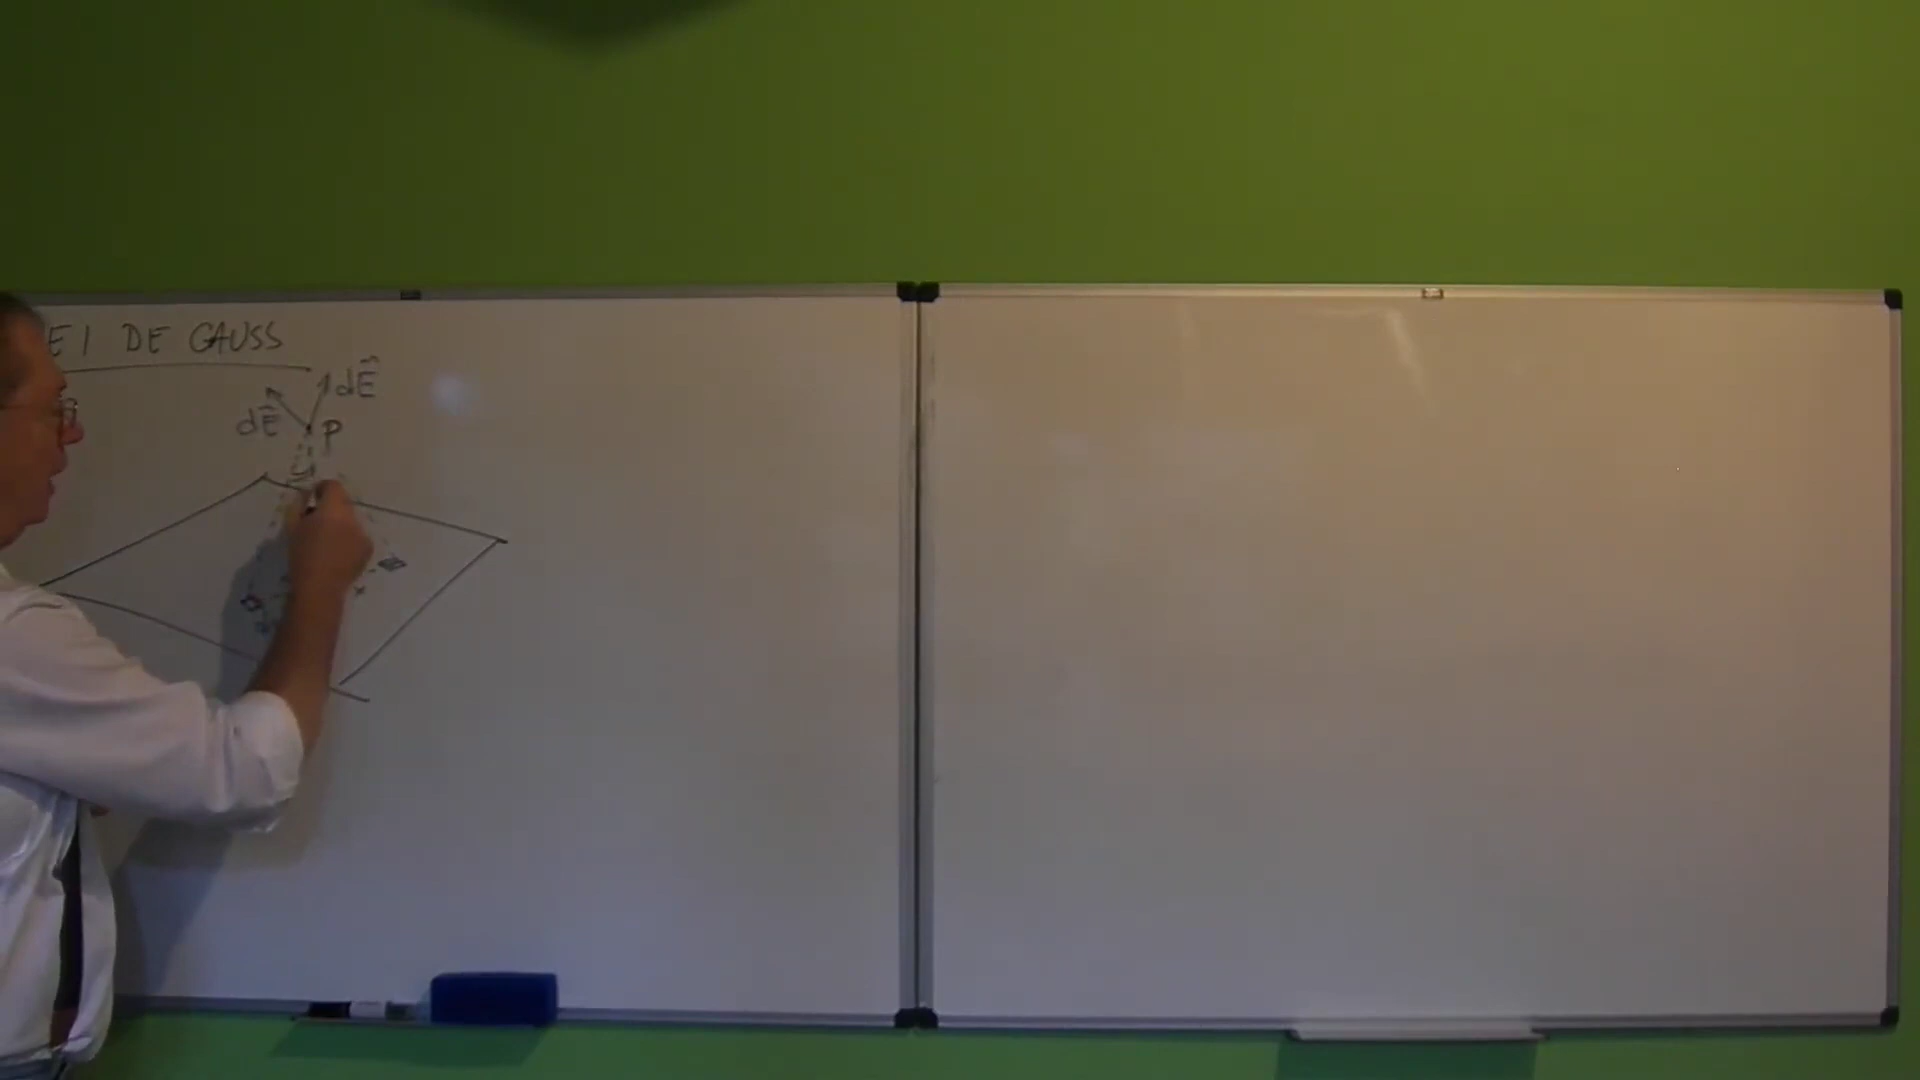 EI DE GAUSS
dE⃗
dE⃗ P
x